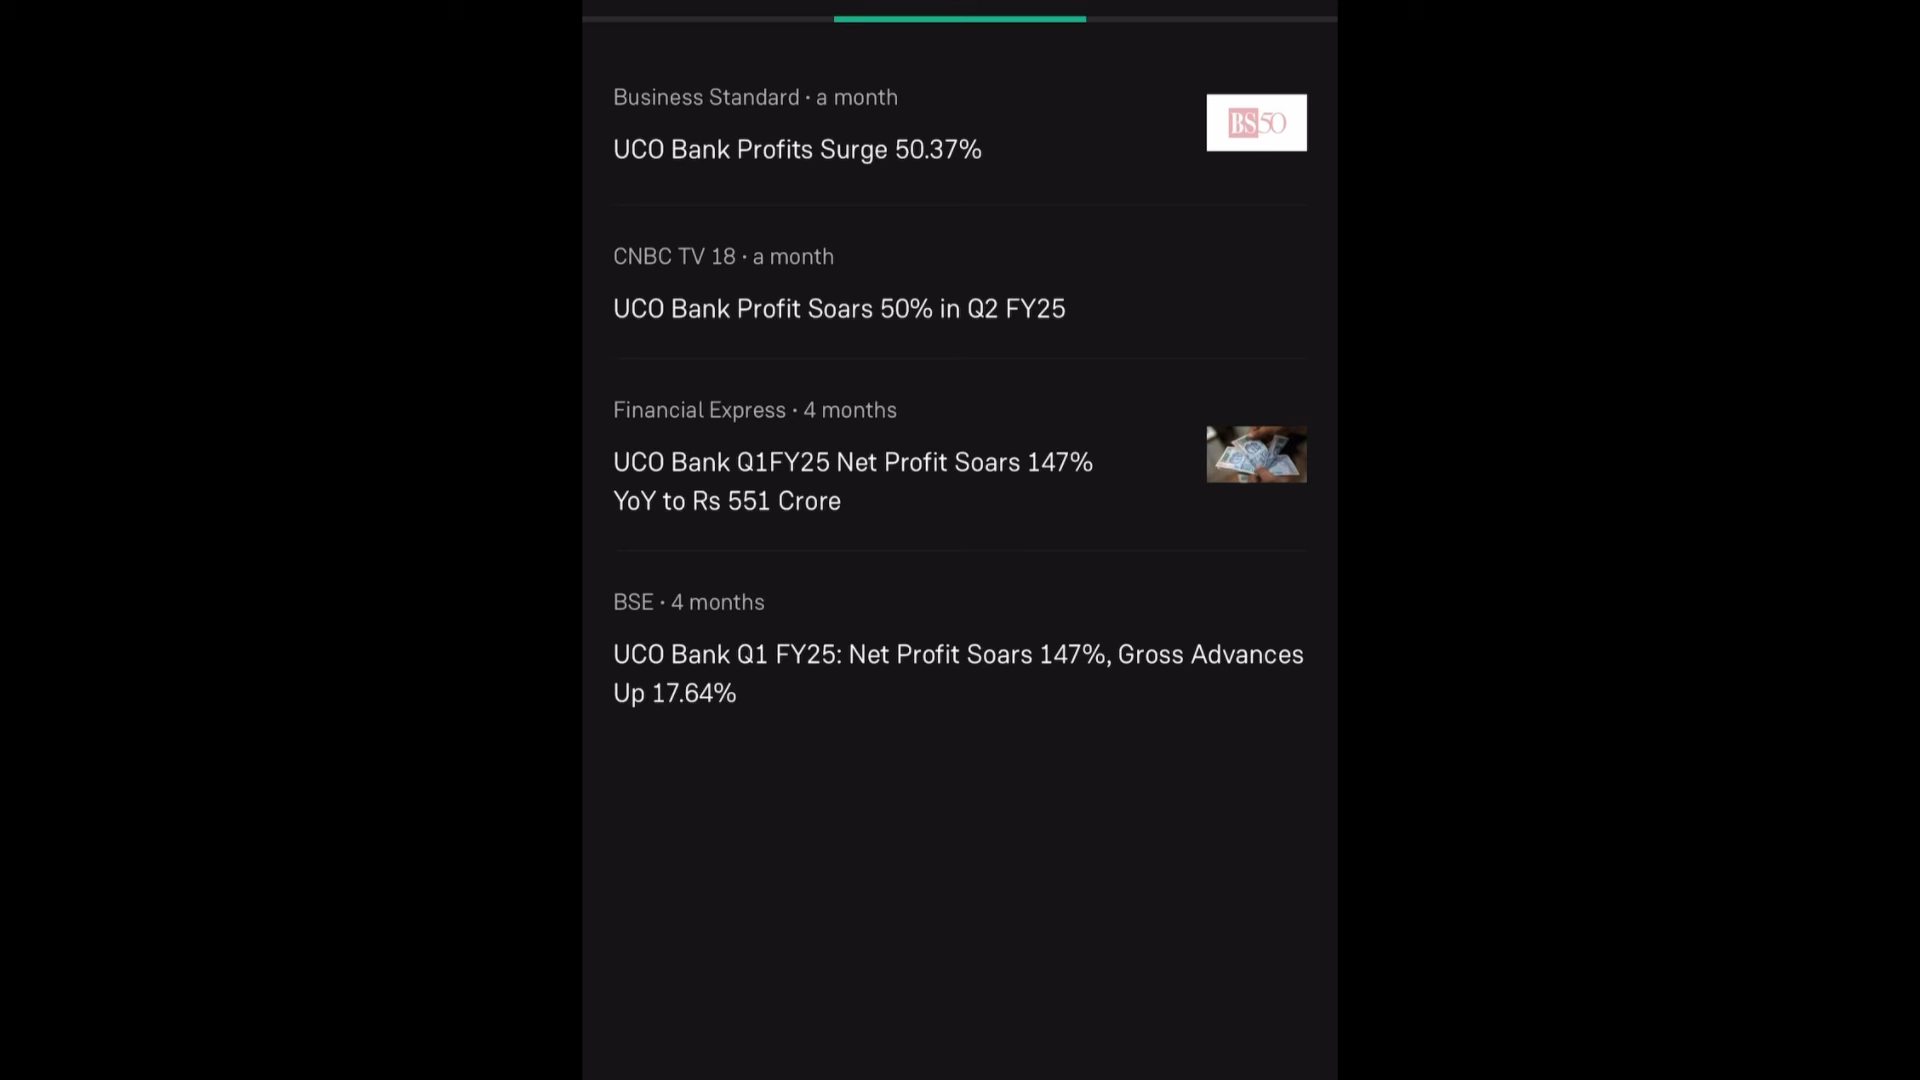 Business Standard · a month
UCO Bank Profits Surge 50.37%
BS50
CNBC TV 18 · a month
UCO Bank Profit Soars 50% in Q2 FY25
Financial Express · 4 months
UCO Bank Q1FY25 Net Profit Soars 147%
YoY to Rs 551 Crore
BSE · 4 months
UCO Bank Q1 FY25: Net Profit Soars 147%, Gross Advances
Up 17.64%